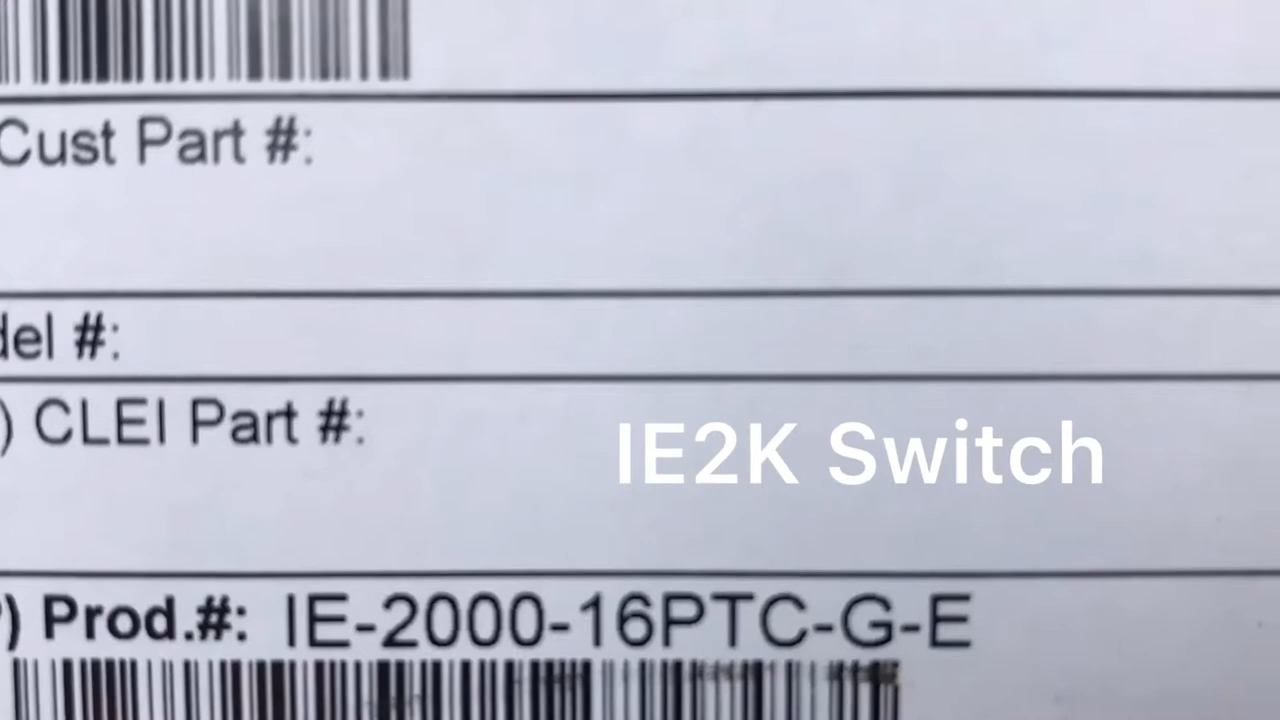 Cust Part #:
del #:
) CLEI Part #:
IE2K Switch
) Prod.#: IE-2000-16PTC-G-E